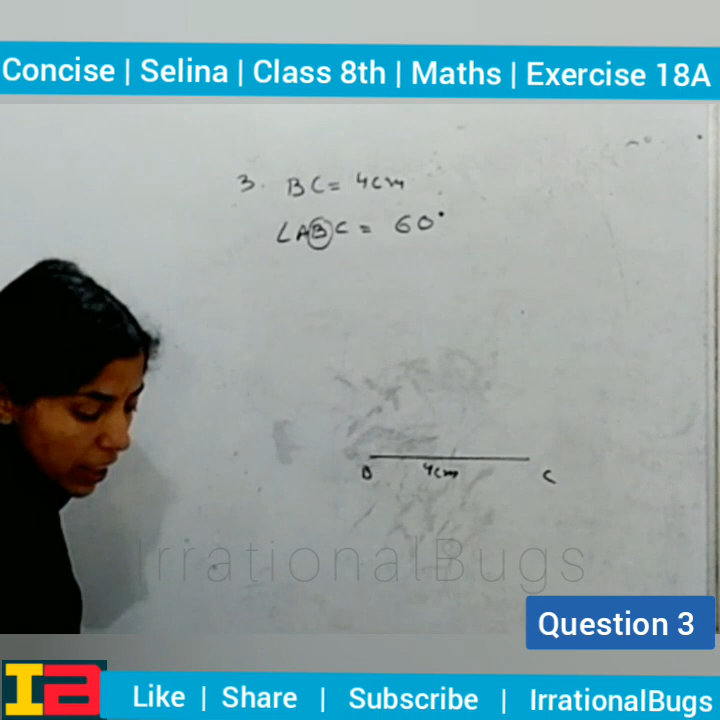 Concise | Selina | Class 8th | Maths | Exercise 18A
3. BC = 4cm
∠ABC = 60°
B 4cm C
IrrationalBugs
Question 3
IB
Like | Share | Subscribe | IrrationalBugs